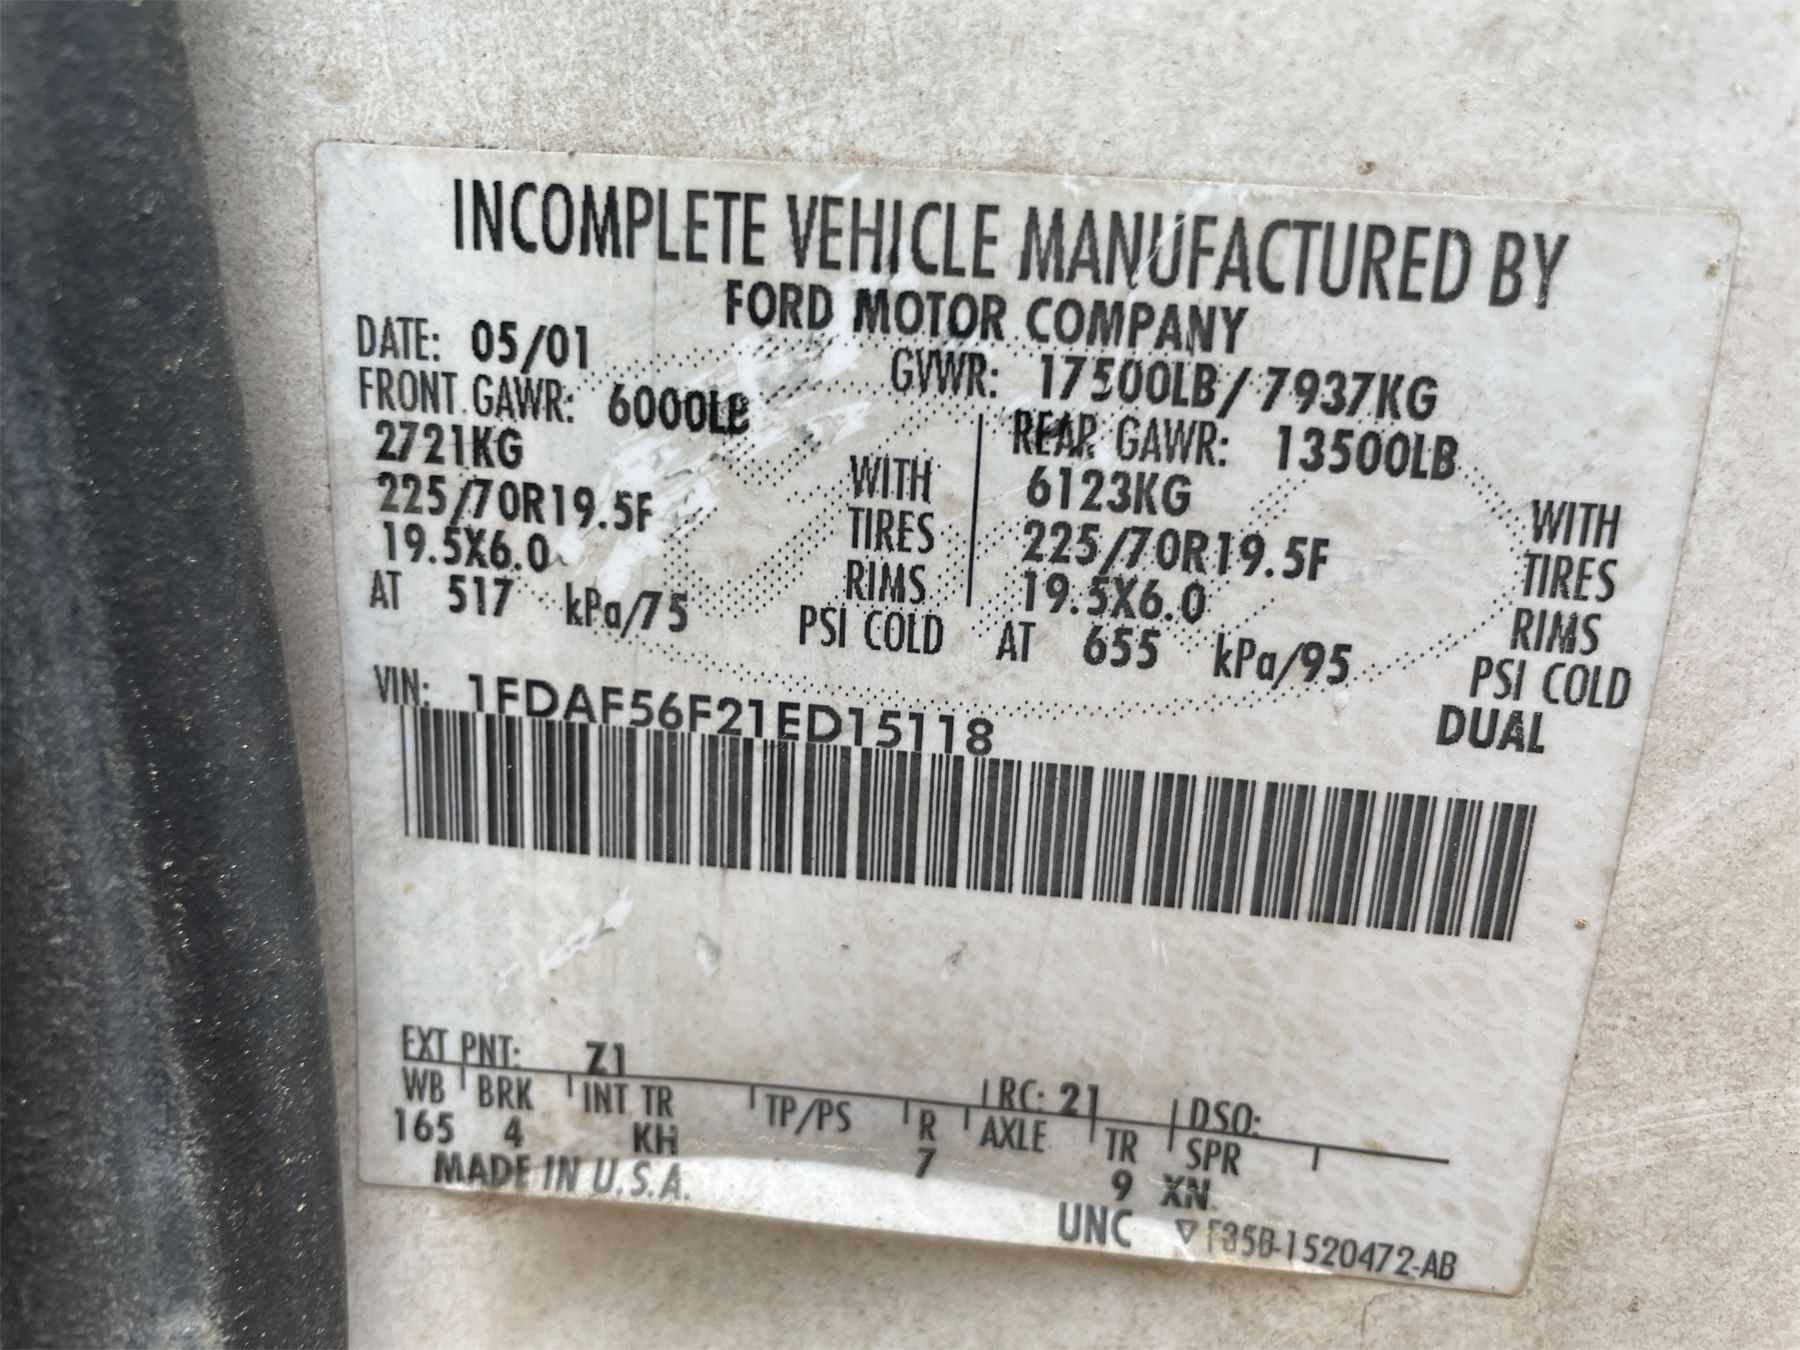 INCOMPLETE VEHICLE MANUFACTURED BY
FORD MOTOR COMPANY
DATE: 05/01 GVWR: 17500LB/7937KG
FRONT GAWR: 6000LB REAR GAWR: 13500LB
2721KG WITH 6123KG WITH
225/70R19.5F TIRES 225/70R19.5F TIRES
19.5X6.0 RIMS 19.5X6.0 RIMS
AT 517 kPa/75 PSI COLD AT 655 kPa/95 PSI COLD
VIN: 1FDAF56F21ED15118 DUAL
EXT PNT: Z1 RC: 21 DSO:
WB BRK INT TR TP/PS R AXLE TR SPR
165 4 KH 7 9 XN
MADE IN U.S.A.
UNC ▽ F85B-1520472-AB